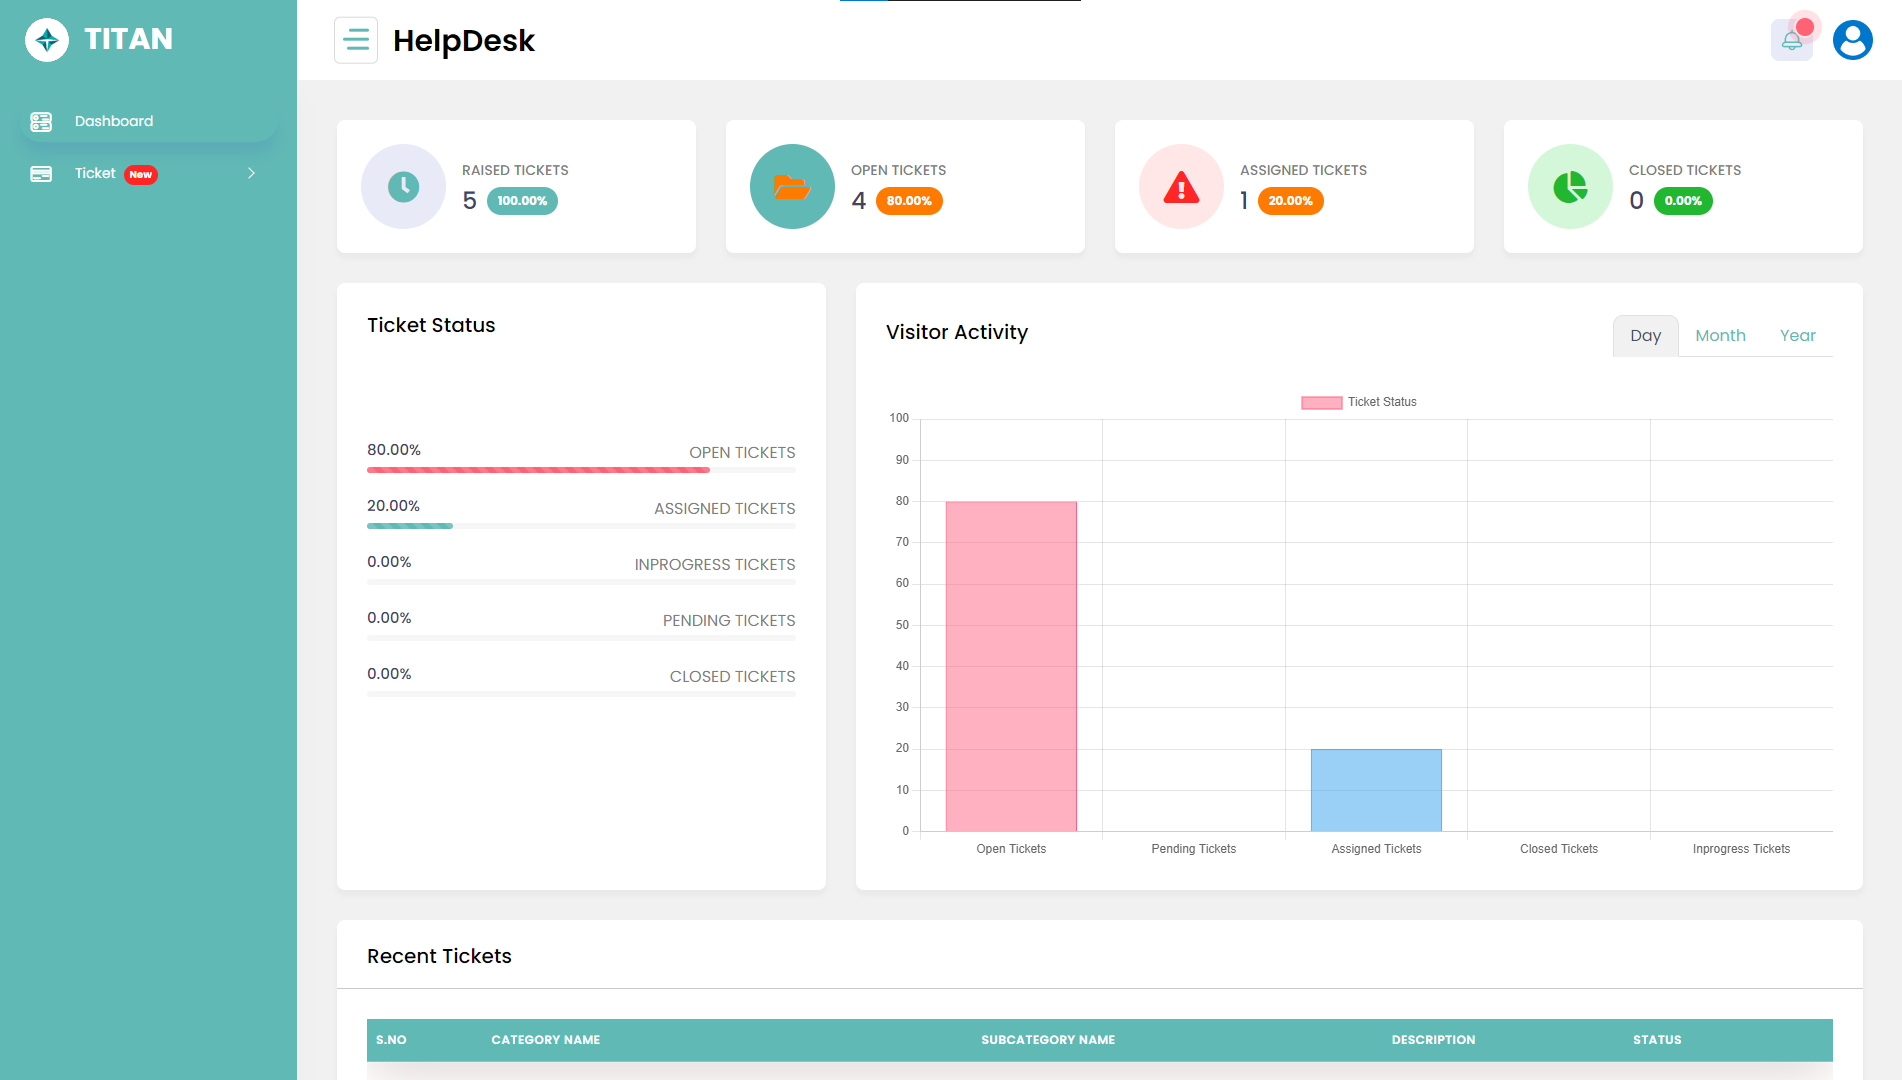 TITAN
HelpDesk
Dashboard
Ticket New
RAISED TICKETS
5 100.00%
OPEN TICKETS
4 80.00%
ASSIGNED TICKETS
1 20.00%
CLOSED TICKETS
0 0.00%
Ticket Status
80.00% OPEN TICKETS
20.00% ASSIGNED TICKETS
0.00% INPROGRESS TICKETS
0.00% PENDING TICKETS
0.00% CLOSED TICKETS
Visitor Activity
Day Month Year
Ticket Status
100
90
80
70
60
50
40
30
20
10
0
Open Tickets Pending Tickets Assigned Tickets Closed Tickets Inprogress Tickets
Recent Tickets
S.NO CATEGORY NAME SUBCATEGORY NAME DESCRIPTION STATUS